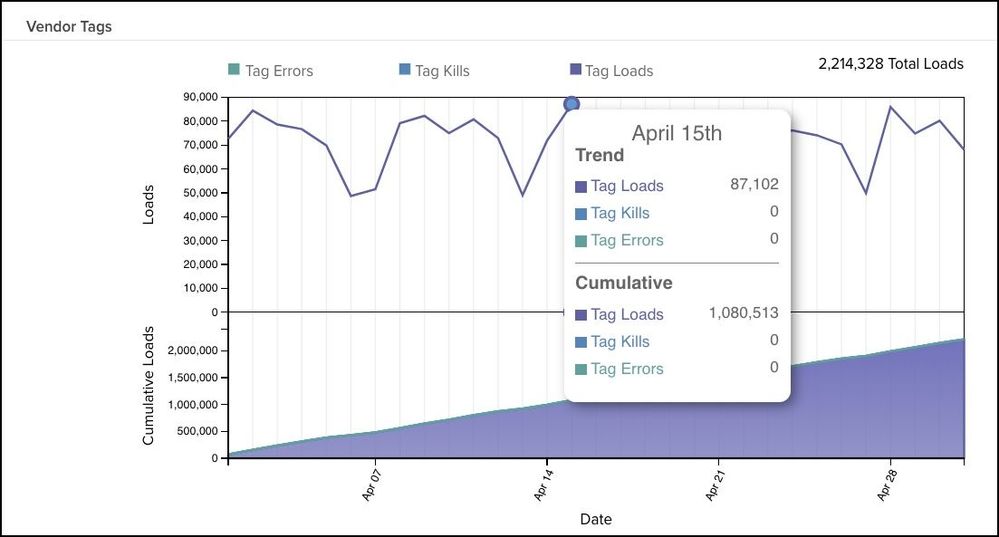 Vendor Tags
Tag Errors
Tag Kills
Tag Loads
2,214,328 Total Loads
90,000
80,000
70,000
60,000
50,000
40,000
30,000
20,000
10,000
0
Loads
April 15th
Trend
Tag Loads 87,102
Tag Kills 0
Tag Errors 0
Cumulative
Tag Loads 1,080,513
Tag Kills 0
Tag Errors 0
2,000,000
1,500,000
1,000,000
500,000
0
Cumulative Loads
Apr 07
Apr 14
Apr 21
Apr 28
Date